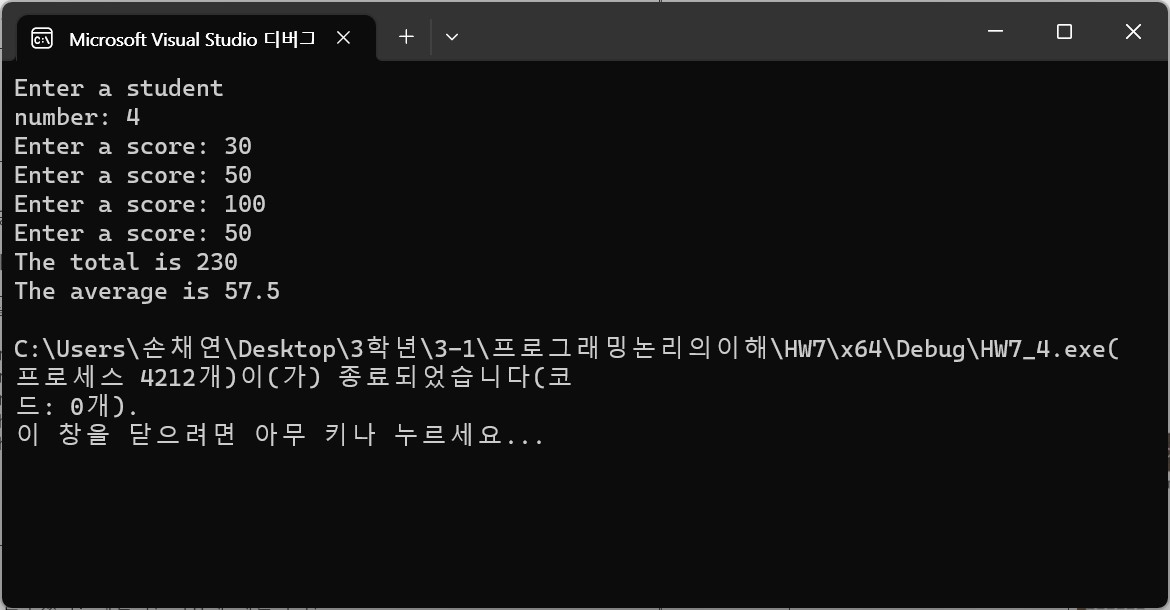 Microsoft Visual Studio 디버그
Enter a student
number: 4
Enter a score: 30
Enter a score: 50
Enter a score: 100
Enter a score: 50
The total is 230
The average is 57.5
C:\Users\손채연\Desktop\3학년\3-1\프로그래밍논리의이해\HW7\x64\Debug\HW7_4.exe(
프로세스 4212개)이(가) 종료되었습니다(코
드: 0개).
이 창을 닫으려면 아무 키나 누르세요...